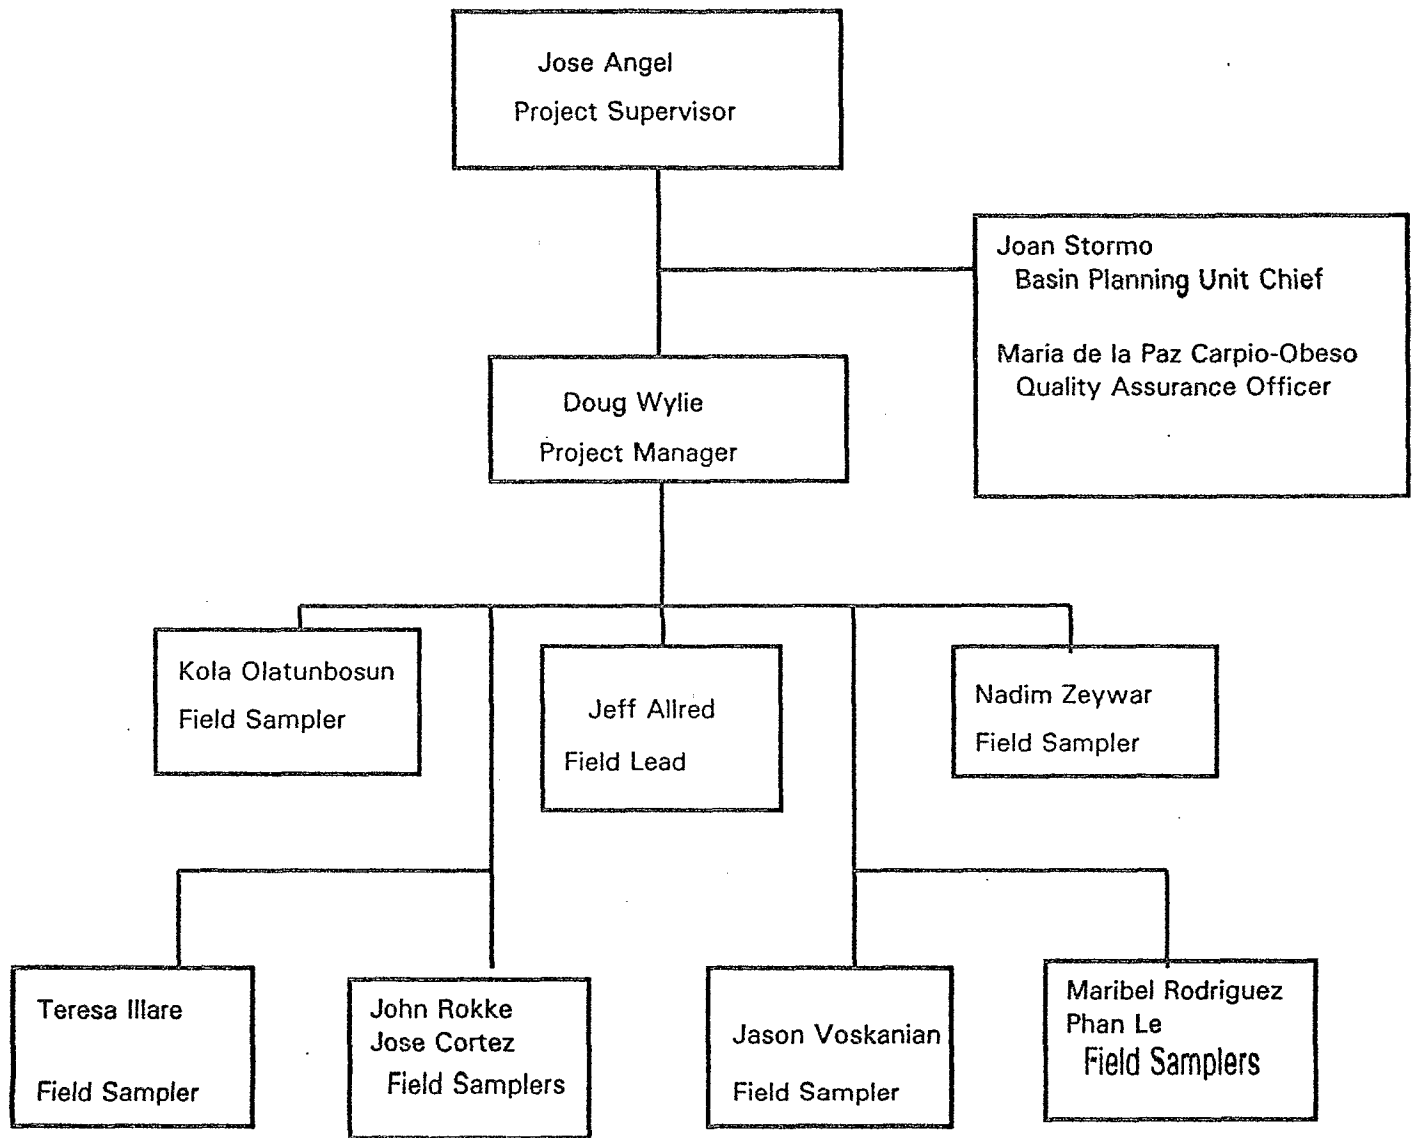 Jose Angel
Project Supervisor
Joan Stormo
Basin Planning Unit Chief
Maria de la Paz Carpio-Obeso
Quality Assurance Officer
Doug Wylie
Project Manager
Kola Olatunbosun
Field Sampler
Jeff Allred
Field Lead
Nadim Zeywar
Field Sampler
Teresa Illare
Field Sampler
John Rokke
Jose Cortez
Field Samplers
Jason Voskanian
Field Sampler
Maribel Rodriguez
Phan Le
Field Samplers